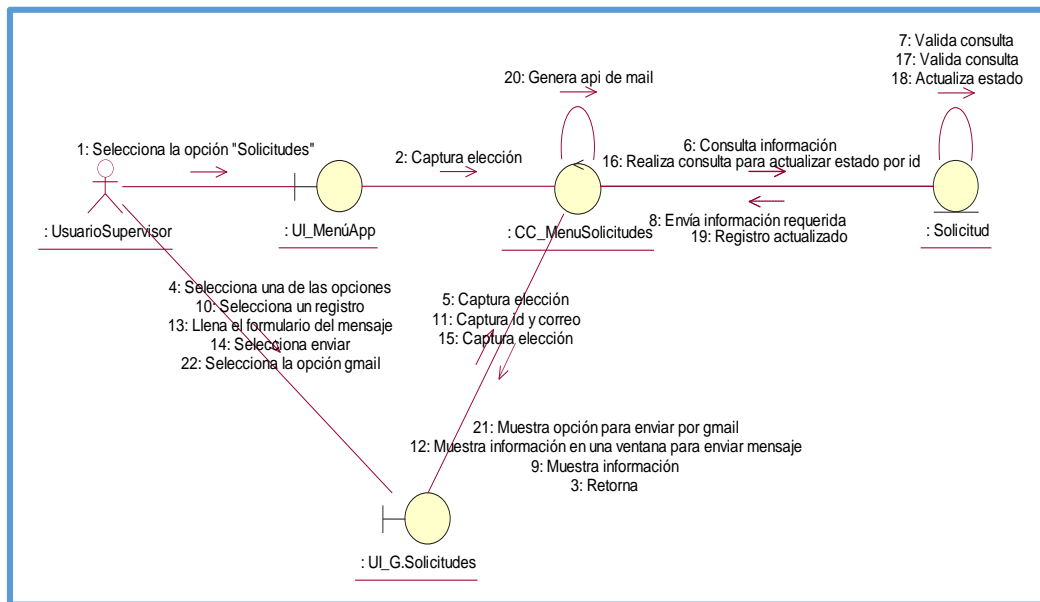 7: Valida consulta
17: Valida consulta
18: Actualiza estado
20: Genera api de mail
1: Selecciona la opción "Solicitudes"
2: Captura elección
6: Consulta información
16: Realiza consulta para actualizar estado por id
8: Envía información requerida
19: Registro actualizado
: UsuarioSupervisor
: UI_MenúApp
: CC_MenuSolicitudes
: Solicitud
4: Selecciona una de las opciones
10: Selecciona un registro
13: Llena el formulario del mensaje
14: Selecciona enviar
22: Selecciona la opción gmail
5: Captura elección
11: Captura id y correo
15: Captura elección
21: Muestra opción para enviar por gmail
12: Muestra información en una ventana para enviar mensaje
9: Muestra información
3: Retorna
: UI_G.Solicitudes